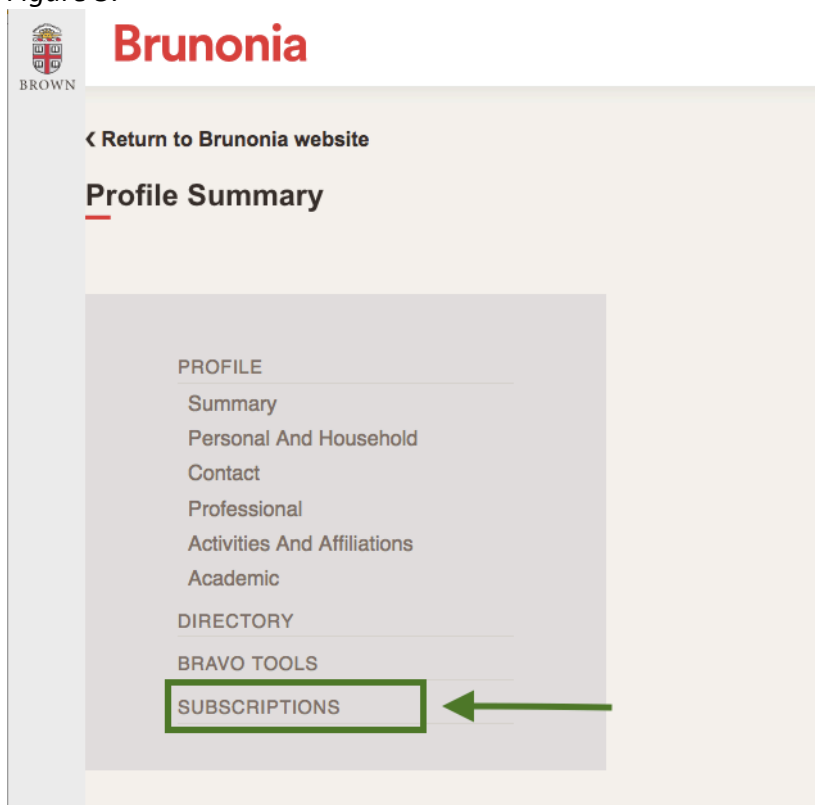 Brunonia
BROWN
‹ Return to Brunonia website
Profile Summary
PROFILE
Summary
Personal And Household
Contact
Professional
Activities And Affiliations
Academic
DIRECTORY
BRAVO TOOLS
SUBSCRIPTIONS